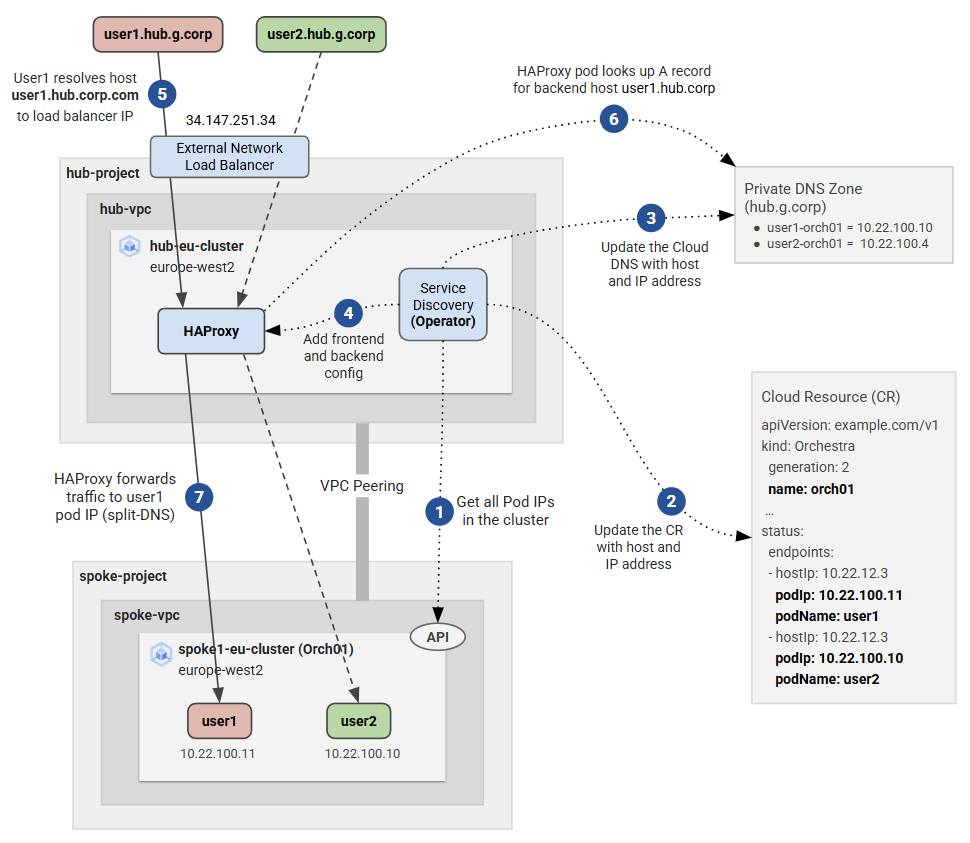 user1.hub.g.corp
user2.hub.g.corp
User1 resolves host
user1.hub.corp.com
to load balancer IP
5
34.147.251.34
External Network
Load Balancer
HAProxy pod looks up A record
for backend host user1.hub.corp
6
hub-project
hub-vpc
hub-eu-cluster
europe-west2
Private DNS Zone
(hub.g.corp)
● user1-orch01 = 10.22.100.10
● user2-orch01 = 10.22.100.4
3
Update the Cloud
DNS with host
and IP address
Service
Discovery
(Operator)
HAProxy
4
Add frontend
and backend
config
Cloud Resource (CR)
apiVersion: example.com/v1
kind: Orchestra
generation: 2
name: orch01
...
status:
endpoints:
- hostIp: 10.22.12.3
podIp: 10.22.100.11
podName: user1
- hostIp: 10.22.12.3
podIp: 10.22.100.10
podName: user2
HAProxy forwards
traffic to user1
pod IP (split-DNS)
7
VPC Peering
1
Get all Pod IPs
in the cluster
2
Update the CR
with host and
IP address
spoke-project
spoke-vpc
API
spoke1-eu-cluster (Orch01)
europe-west2
user1
10.22.100.11
user2
10.22.100.10